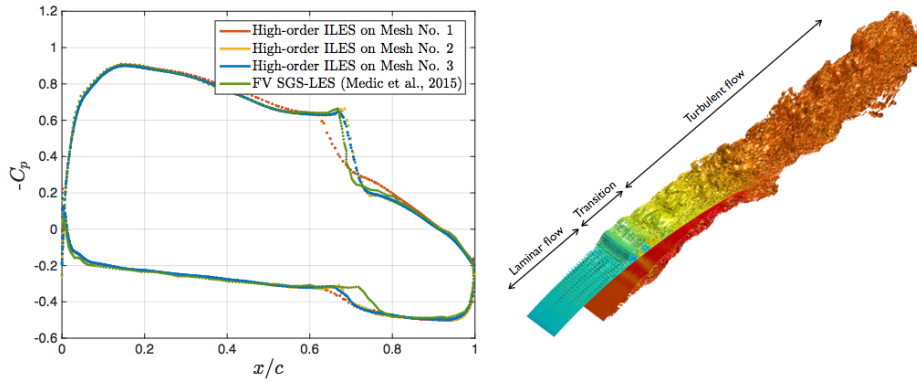 High-order ILES on Mesh No. 1
High-order ILES on Mesh No. 2
High-order ILES on Mesh No. 3
FV SGS-LES (Medic et al., 2015)
1.2
1
0.8
0.6
0.4
0.2
0
-0.2
-0.4
-0.6
-Cp
0
0.2
0.4
0.6
0.8
1
x/c
Laminar flow
Transition
Turbulent flow